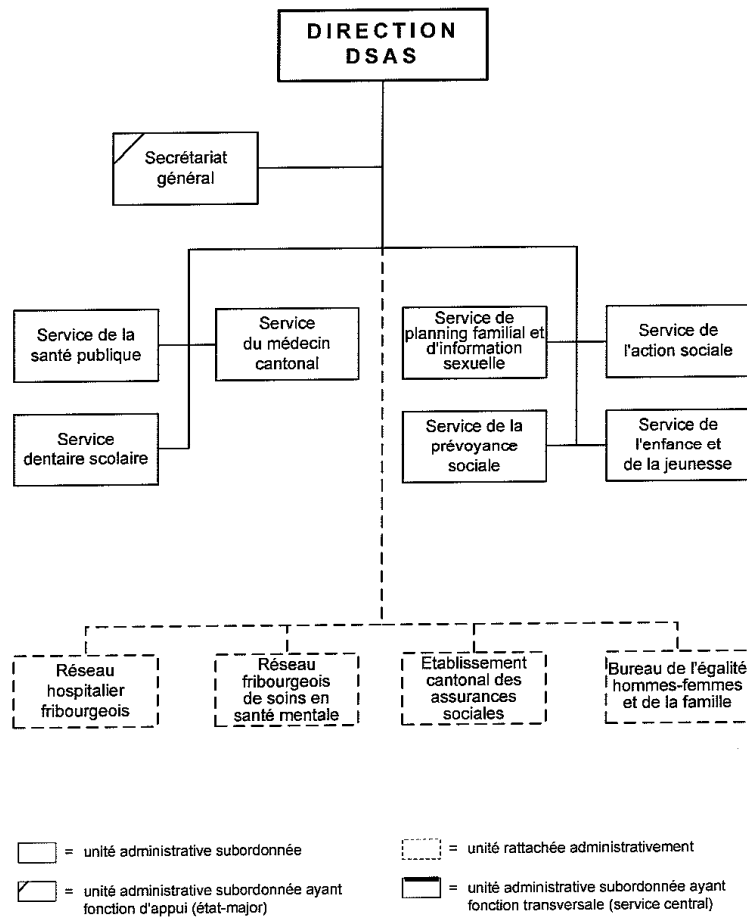 DIRECTION
DSAS
Secrétariat
général
Service de la
santé publique
Service
du médecin
cantonal
Service de
planning familial et
d'information
sexuelle
Service de
l'action sociale
Service
dentaire scolaire
Service de la
prévoyance
sociale
Service de
l'enfance et
de la jeunesse
Réseau
hospitalier
fribourgeois
Réseau
fribourgeois
de soins en
santé mentale
Etablissement
cantonal des
assurances
sociales
Bureau de l'égalité
hommes-femmes
et de la famille
= unité administrative subordonnée
= unité rattachée administrativement
= unité administrative subordonnée ayant
fonction d'appui (état-major)
= unité administrative subordonnée ayant
fonction transversale (service central)